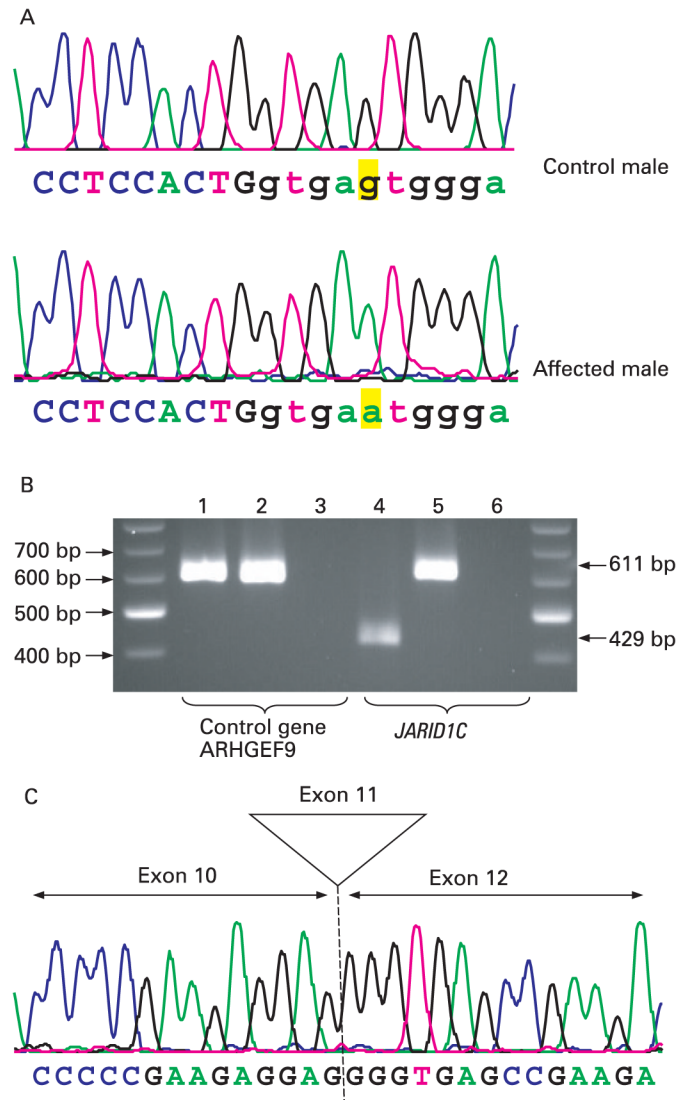 A
CCTCCACTGgtgagtggga
Control male
CCTCCACTGgtgaatggga
Affected male
B
1 2 3 4 5 6
700 bp
600 bp
500 bp
400 bp
611 bp
429 bp
Control gene
ARHGEF9
JARID1C
C
Exon 11
Exon 10 Exon 12
CCCCCGAAGAGGAGGGGTGAGCCGAAGA